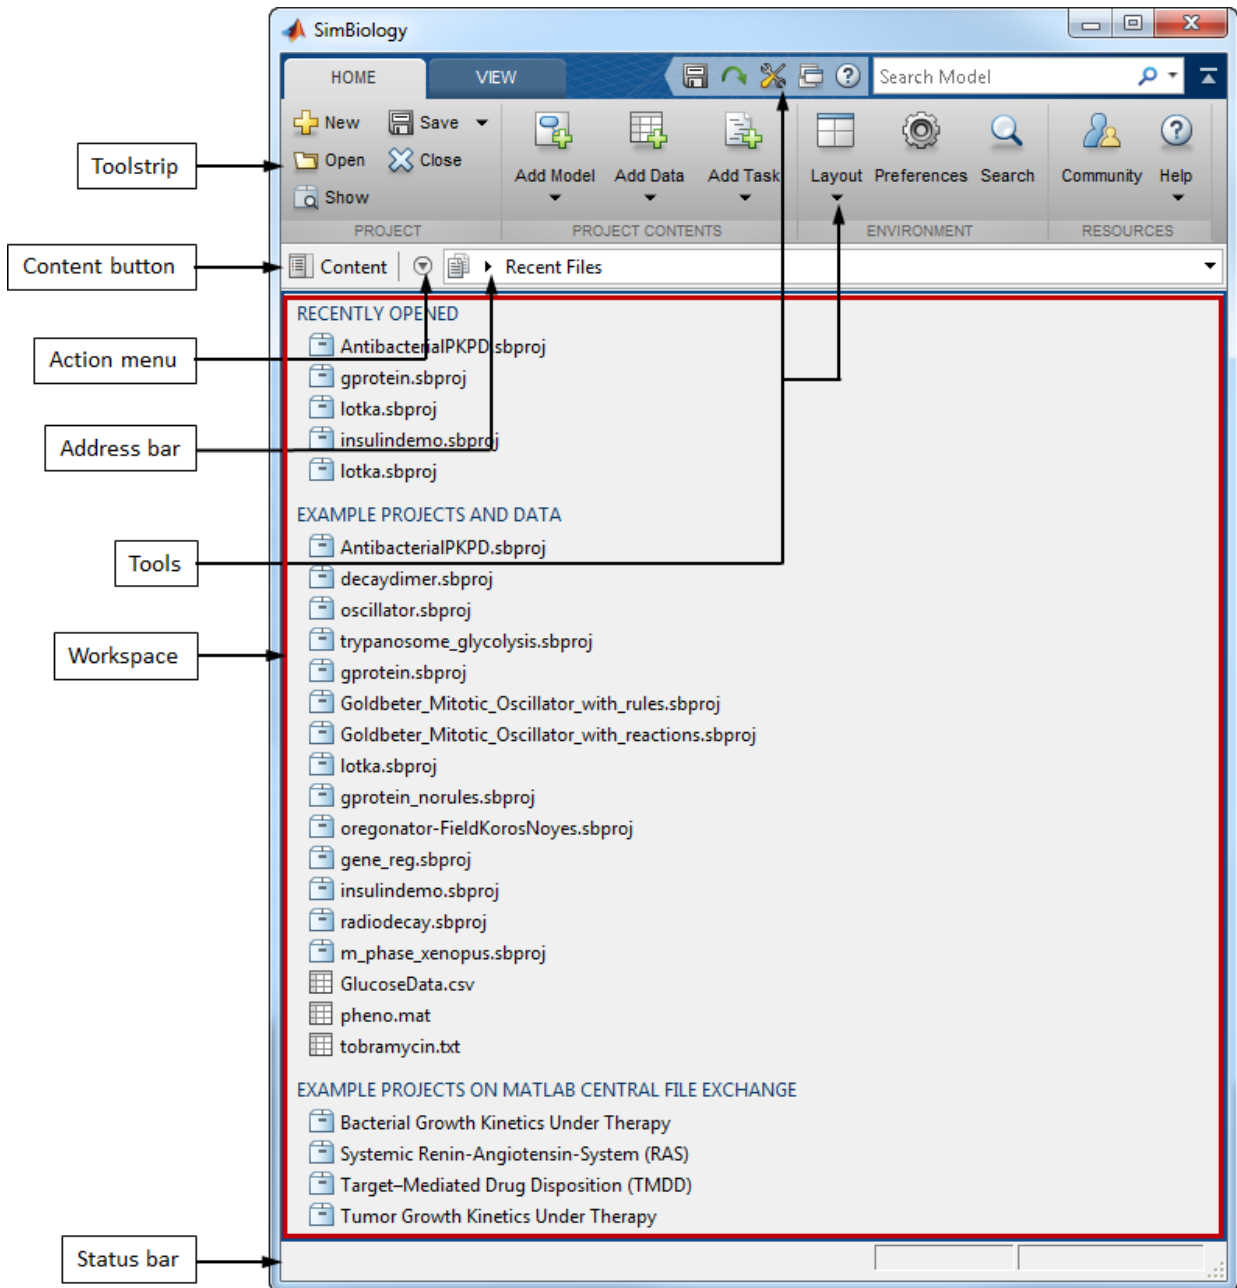 SimBiology
HOME VIEW Search Model
New Save
Open Close
Show
Add Model Add Data Add Task Layout Preferences Search Community Help
PROJECT PROJECT CONTENTS ENVIRONMENT RESOURCES
Toolstrip
Content button
Content Recent Files
Action menu
Address bar
Tools
Workspace
Status bar
RECENTLY OPENED
AntibacterialPKPD.sbproj
gprotein.sbproj
lotka.sbproj
insulindemo.sbproj
lotka.sbproj
EXAMPLE PROJECTS AND DATA
AntibacterialPKPD.sbproj
decaydimer.sbproj
oscillator.sbproj
trypanosome_glycolysis.sbproj
gprotein.sbproj
Goldbeter_Mitotic_Oscillator_with_rules.sbproj
Goldbeter_Mitotic_Oscillator_with_reactions.sbproj
lotka.sbproj
gprotein_norules.sbproj
oregonator-FieldKorosNoyes.sbproj
gene_reg.sbproj
insulindemo.sbproj
radiodecay.sbproj
m_phase_xenopus.sbproj
GlucoseData.csv
pheno.mat
tobramycin.txt
EXAMPLE PROJECTS ON MATLAB CENTRAL FILE EXCHANGE
Bacterial Growth Kinetics Under Therapy
Systemic Renin-Angiotensin-System (RAS)
Target–Mediated Drug Disposition (TMDD)
Tumor Growth Kinetics Under Therapy